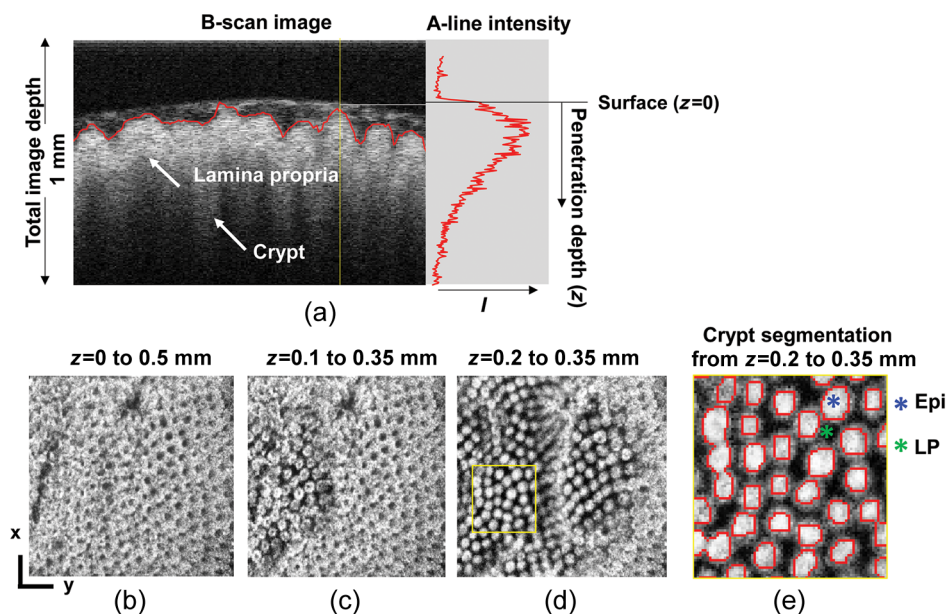 B-scan image
A-line intensity
Total image depth
1 mm
Lamina propria
Crypt
Surface (z=0)
Penetration depth (z)
I
(a)
z=0 to 0.5 mm
z=0.1 to 0.35 mm
z=0.2 to 0.35 mm
Crypt segmentation
from z=0.2 to 0.35 mm
* Epi
* LP
x
y
(b)
(c)
(d)
(e)